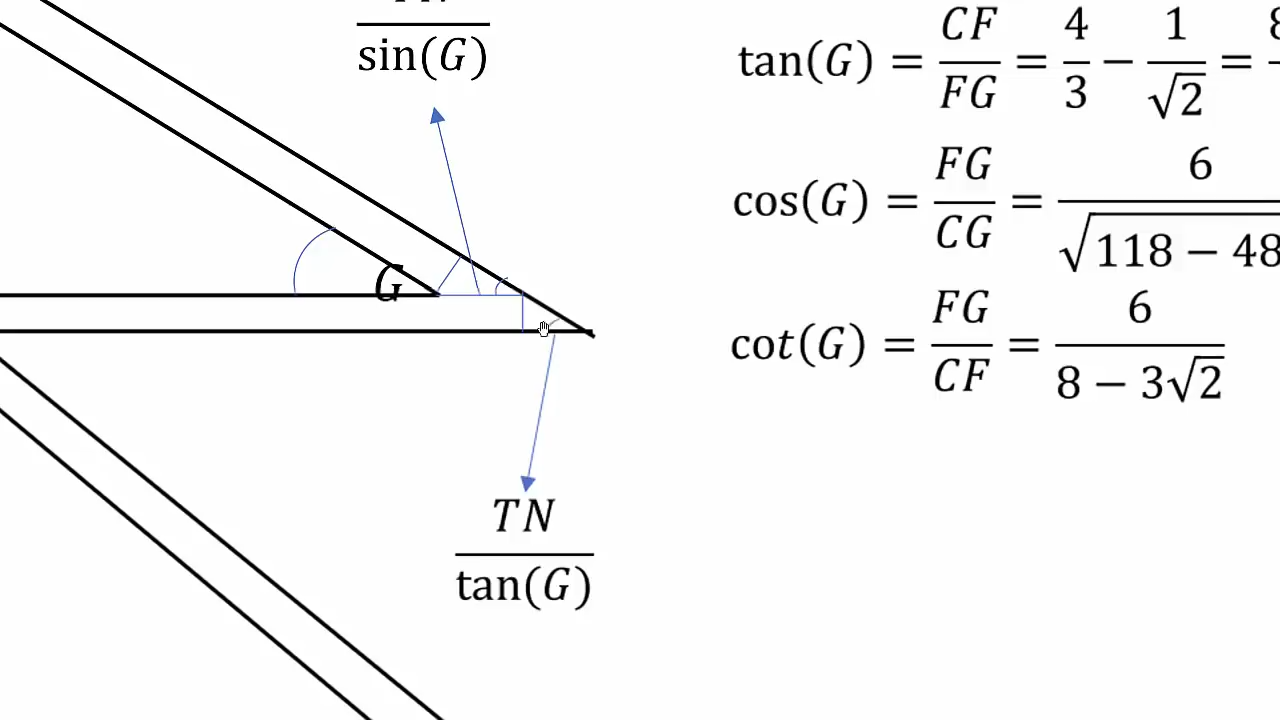 sin(G)
G
TN
tan(G)
tan(G) = CF/FG = 4/3 − 1/√2 =
cos(G) = FG/CG = 6/√118 − 48
cot(G) = FG/CF = 6/8 − 3√2